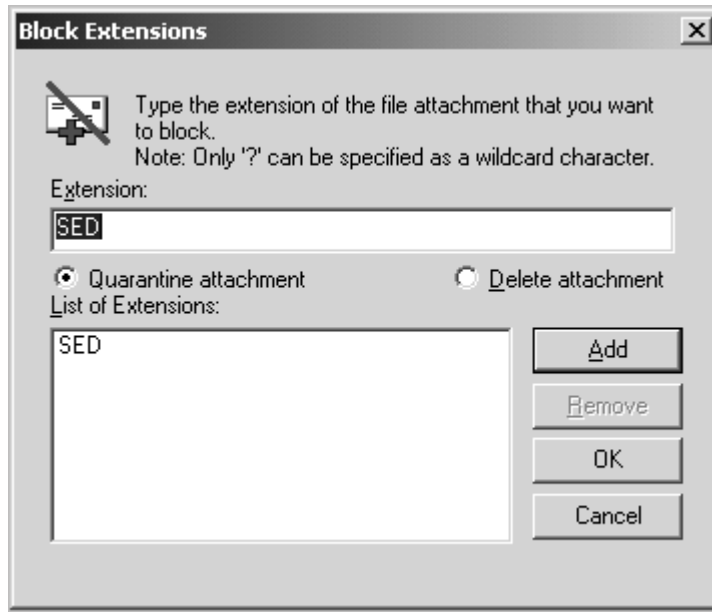 Block Extensions
Type the extension of the file attachment that you want
to block.
Note: Only '?' can be specified as a wildcard character.
Extension:
SED
Quarantine attachment
Delete attachment
List of Extensions:
SED
Add
Remove
OK
Cancel